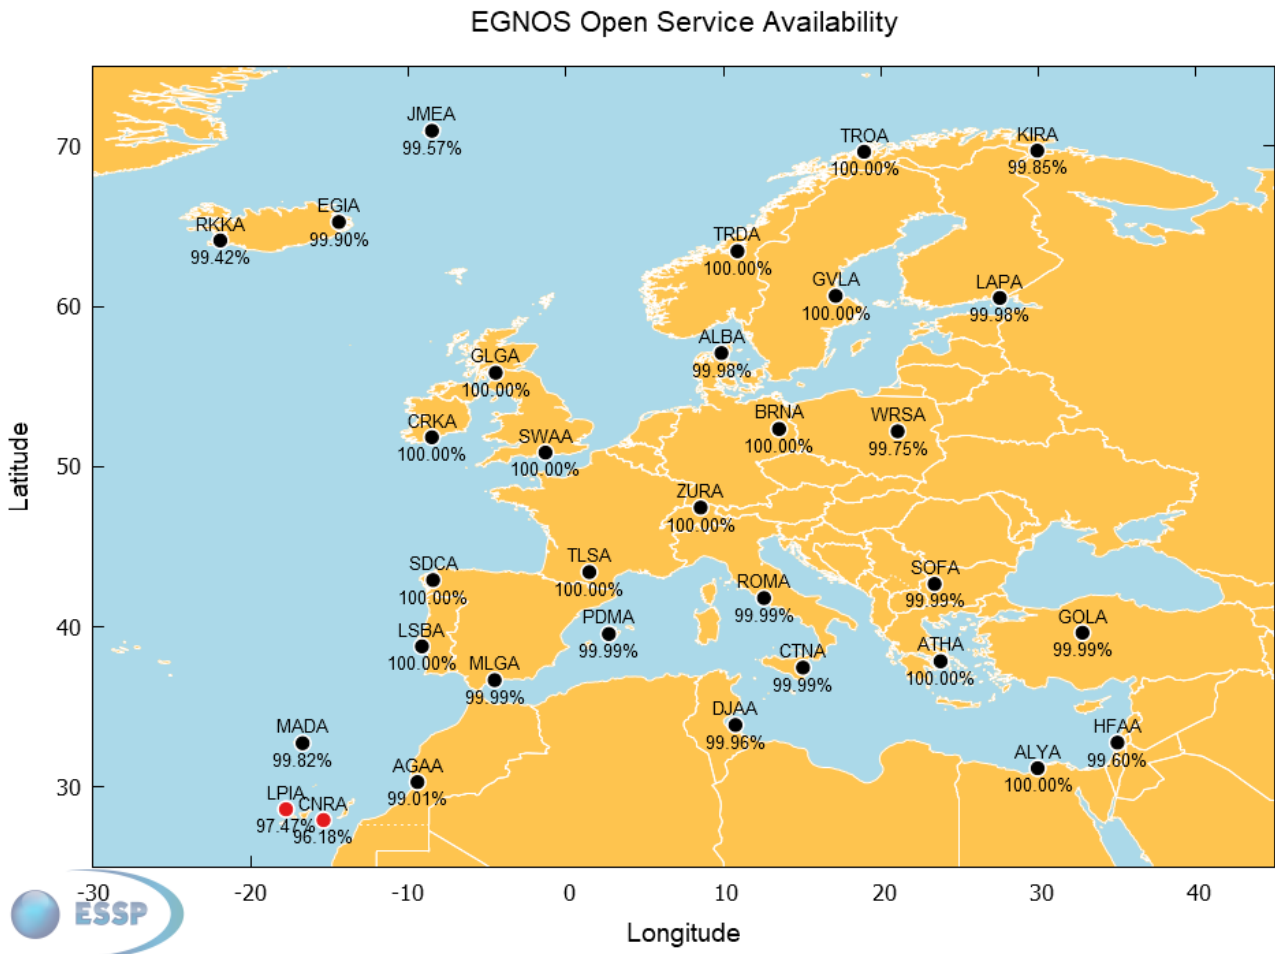 EGNOS Open Service Availability
JMEA
99.57%
TROA
100.00%
KIRA
99.85%
EGIA
99.90%
RKKA
99.42%
TRDA
100.00%
GVLA
100.00%
LAPA
99.98%
ALBA
99.98%
GLGA
100.00%
CRKA
100.00%
SWAA
100.00%
BRNA
100.00%
WRSA
99.75%
ZURA
100.00%
SDCA
100.00%
TLSA
100.00%
ROMA
99.99%
SOFA
99.99%
PDMA
99.99%
GOLA
99.99%
LSBA
100.00%
MLGA
99.99%
CTNA
99.99%
ATHA
100.00%
DJAA
99.96%
MADA
99.82%
HFAA
99.60%
ALYA
100.00%
AGAA
99.01%
LPIA
97.47%
CNRA
96.18%
70
60
50
40
30
Latitude
-30
-20
-10
0
10
20
30
40
Longitude
ESSP